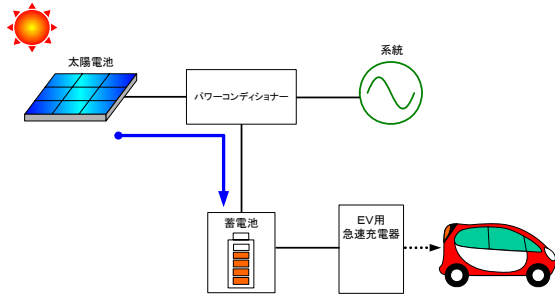 系統
太陽電池
パワーコンディショナー
蓄電池
EV用
急速充電器